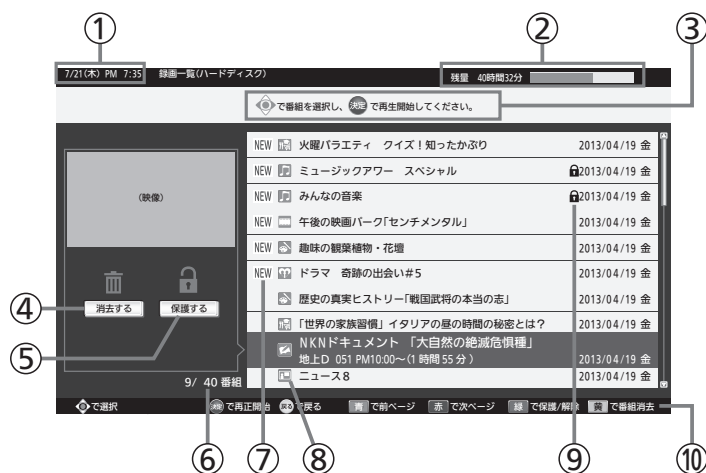 ① ② ③
7/21(木) PM 7:35 録画一覧(ハードディスク) 残量 40時間32分
で番組を選択し、決定で再生開始してください。
NEW 火曜バラエティ クイズ!知ったかぶり 2013/04/19 金
NEW ミュージックアワー スペシャル 2013/04/19 金
(映像)
NEW みんなの音楽 2013/04/19 金
NEW 午後の映画パーク「センチメンタル」 2013/04/19 金
NEW 趣味の観葉植物・花壇 2013/04/19 金
NEW ドラマ 奇跡の出会い#5 2013/04/19 金
④ 消去する 保護する
歴史の真実ヒストリー「戦国武将の本当の志」 2013/04/19 金
⑤
「世界の家族習慣」イタリアの昼の時間の秘密とは? 2013/04/19 金
NKNドキュメント 「大自然の絶滅危惧種」
地上D 051 PM10:00~(1時間55分) 2013/04/19 金
9/ 40 番組
ニュース8 2013/04/19 金
で選択 決定 で再正開始 戻る で戻る 青 で前ページ 赤 で次ページ 緑 で保護/解除 黄 で番組消去
⑥ ⑦ ⑧ ⑨ ⑩